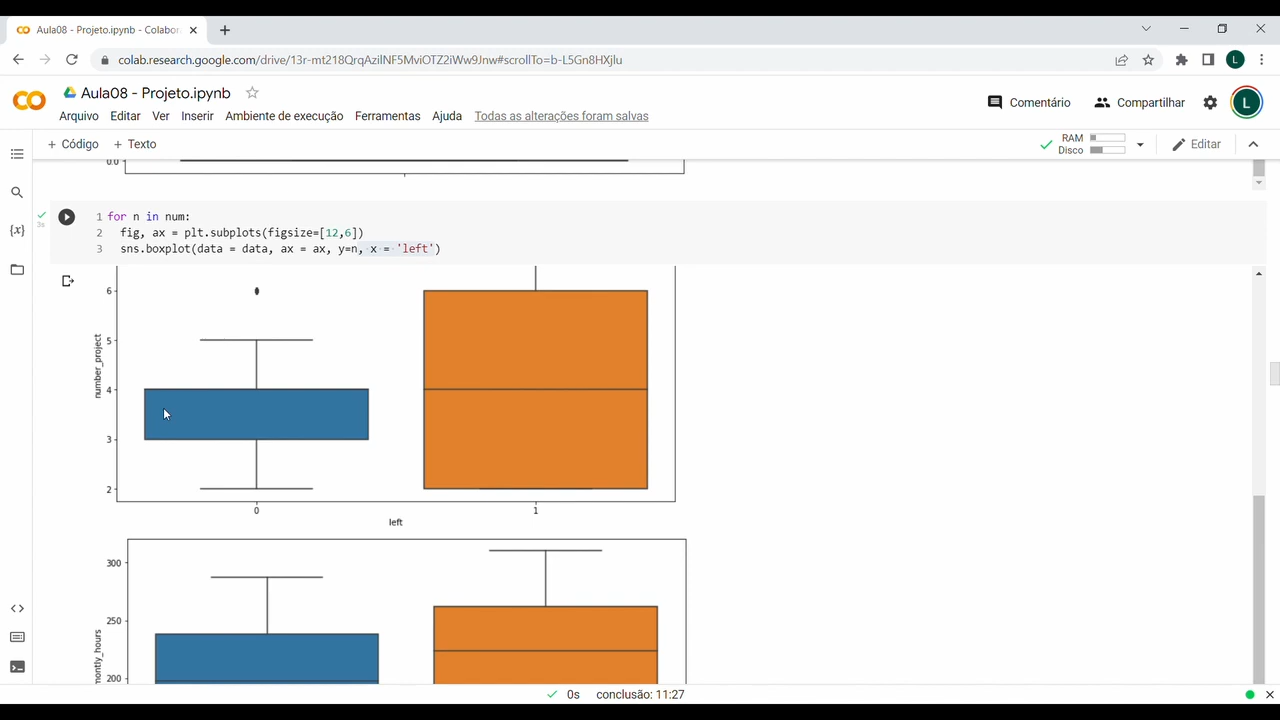 Aula08 - Projeto.ipynb - Colabor
colab.research.google.com/drive/13r-mt218QrqAzilNF5MviOTZ2iWw9Jnw#scrollTo=b-L5Gn8HXjlu
L
Aula08 - Projeto.ipynb
Comentário
Compartilhar
L
Arquivo Editar Ver Inserir Ambiente de execução Ferramentas Ajuda Todas as alterações foram salvas
+ Código + Texto
RAM
Disco
Editar
0.0
{x}
3s
1 for n in num:
2 fig, ax = plt.subplots(figsize=[12,6])
3 sns.boxplot(data = data, ax = ax, y=n, x = 'left')
6
5
4
3
2
number_project
0 1
left
300
250
200
montly_hours
0s conclusão: 11:27